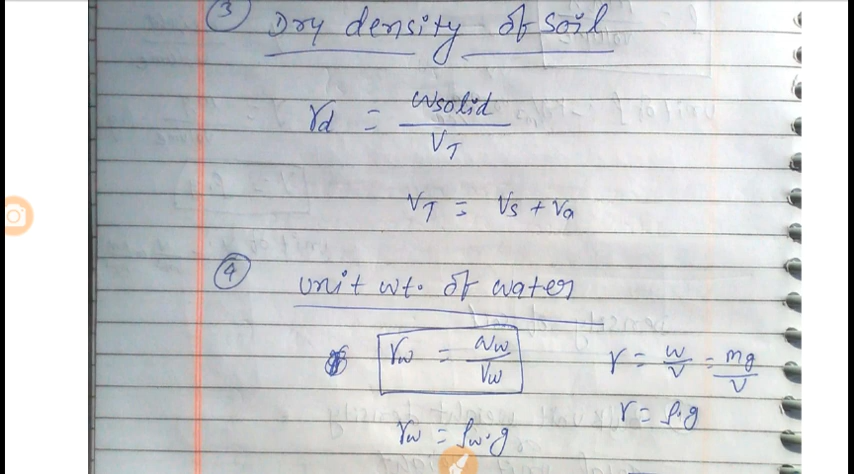 3 Dry density of soil
γd = Wsolid / VT
VT = Vs + Va
4 unit wt. of water
γw = Ww / Vw
γ = W / V = mg / V
γ = ρ.g
γw = ρw.g